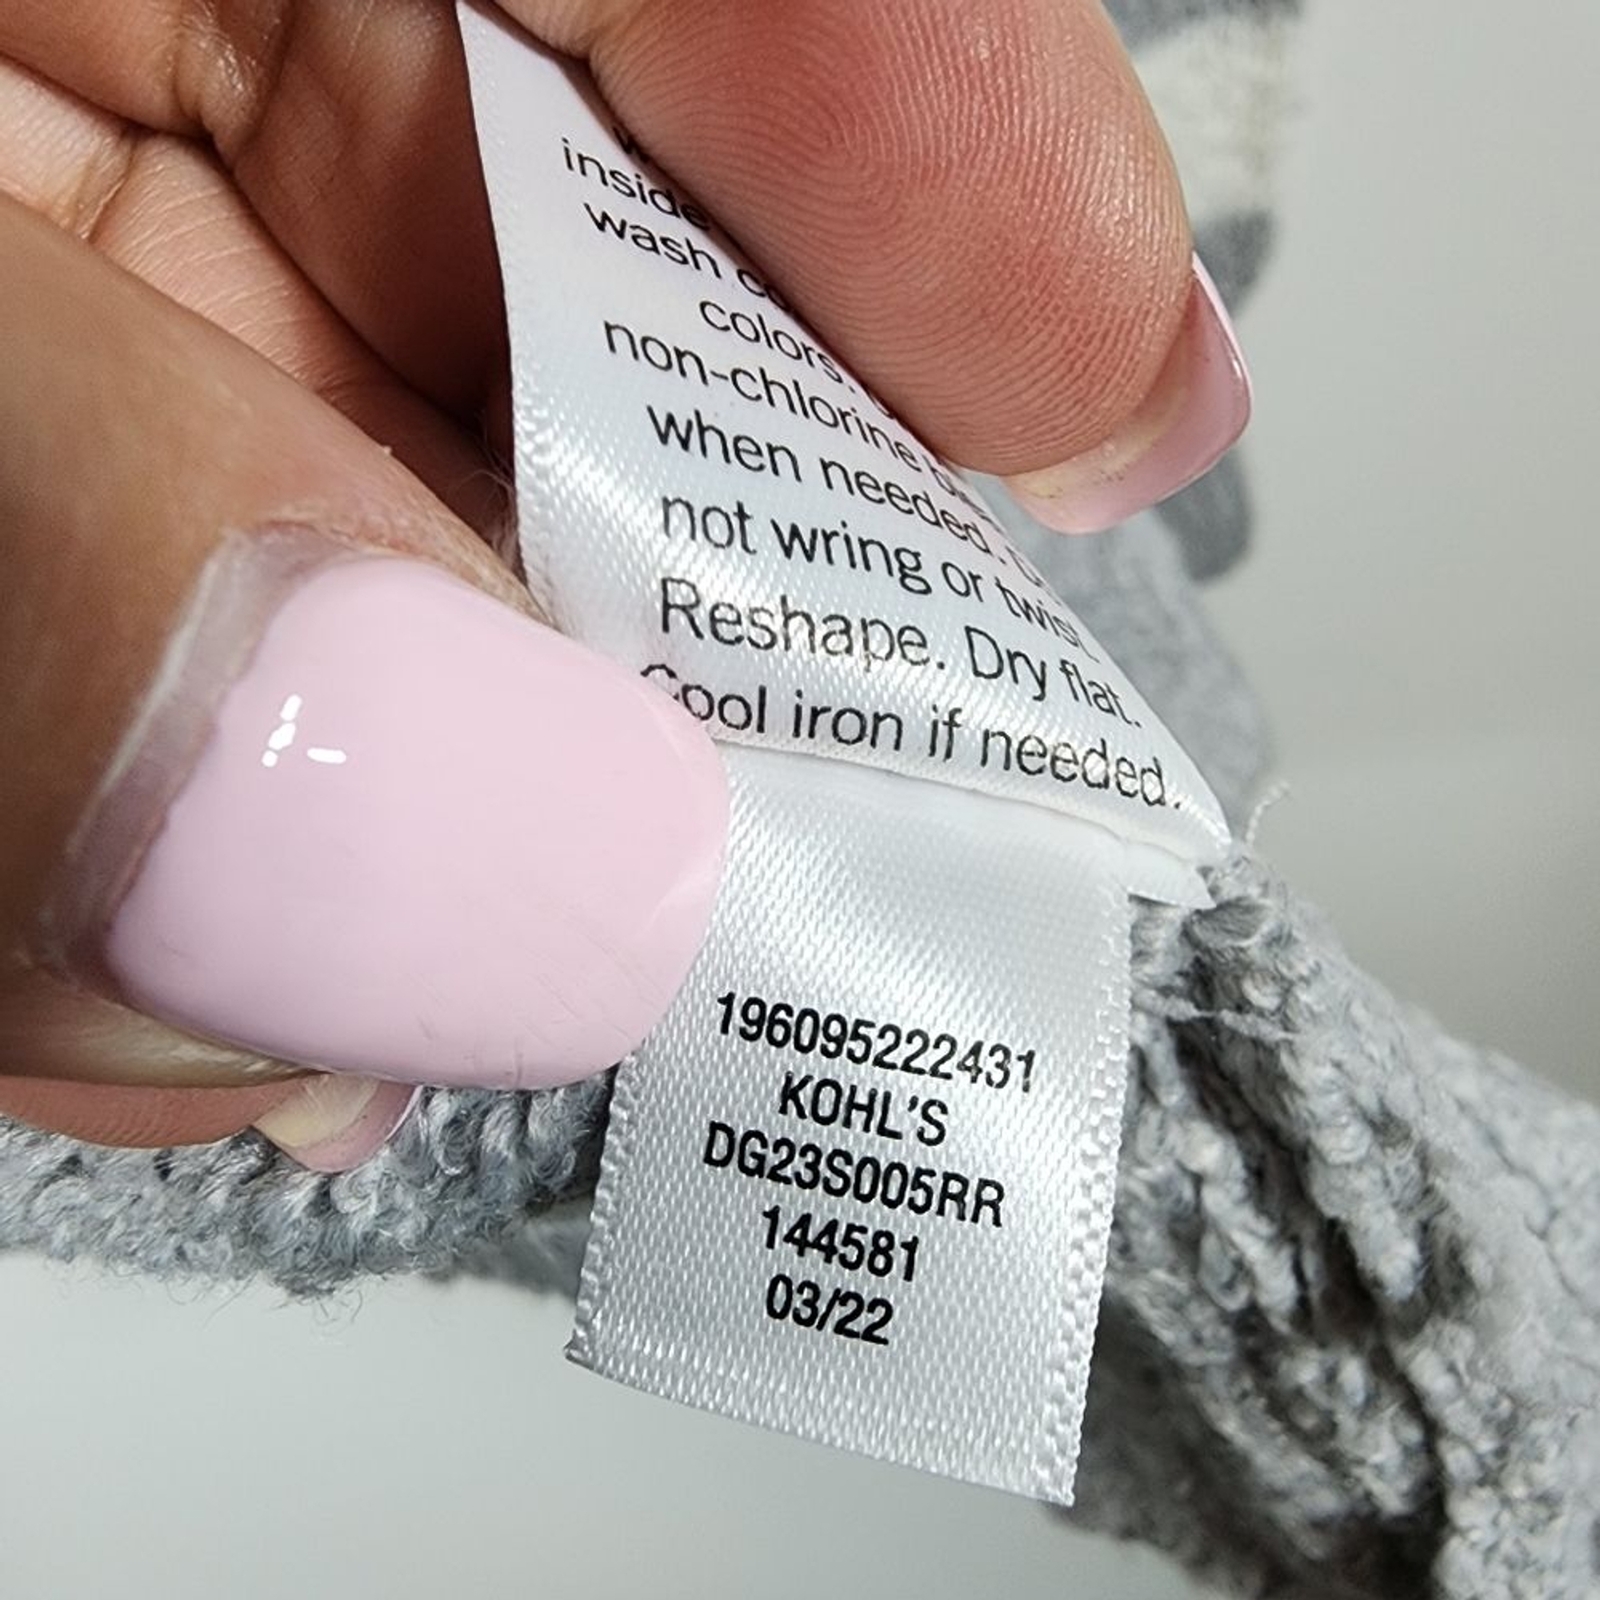 inside
wash
colors.
non-chlorine
when needed.
not wring or twist.
Reshape. Dry flat.
Cool iron if needed.
196095222431
KOHL'S
DG23S005RR
144581
03/22